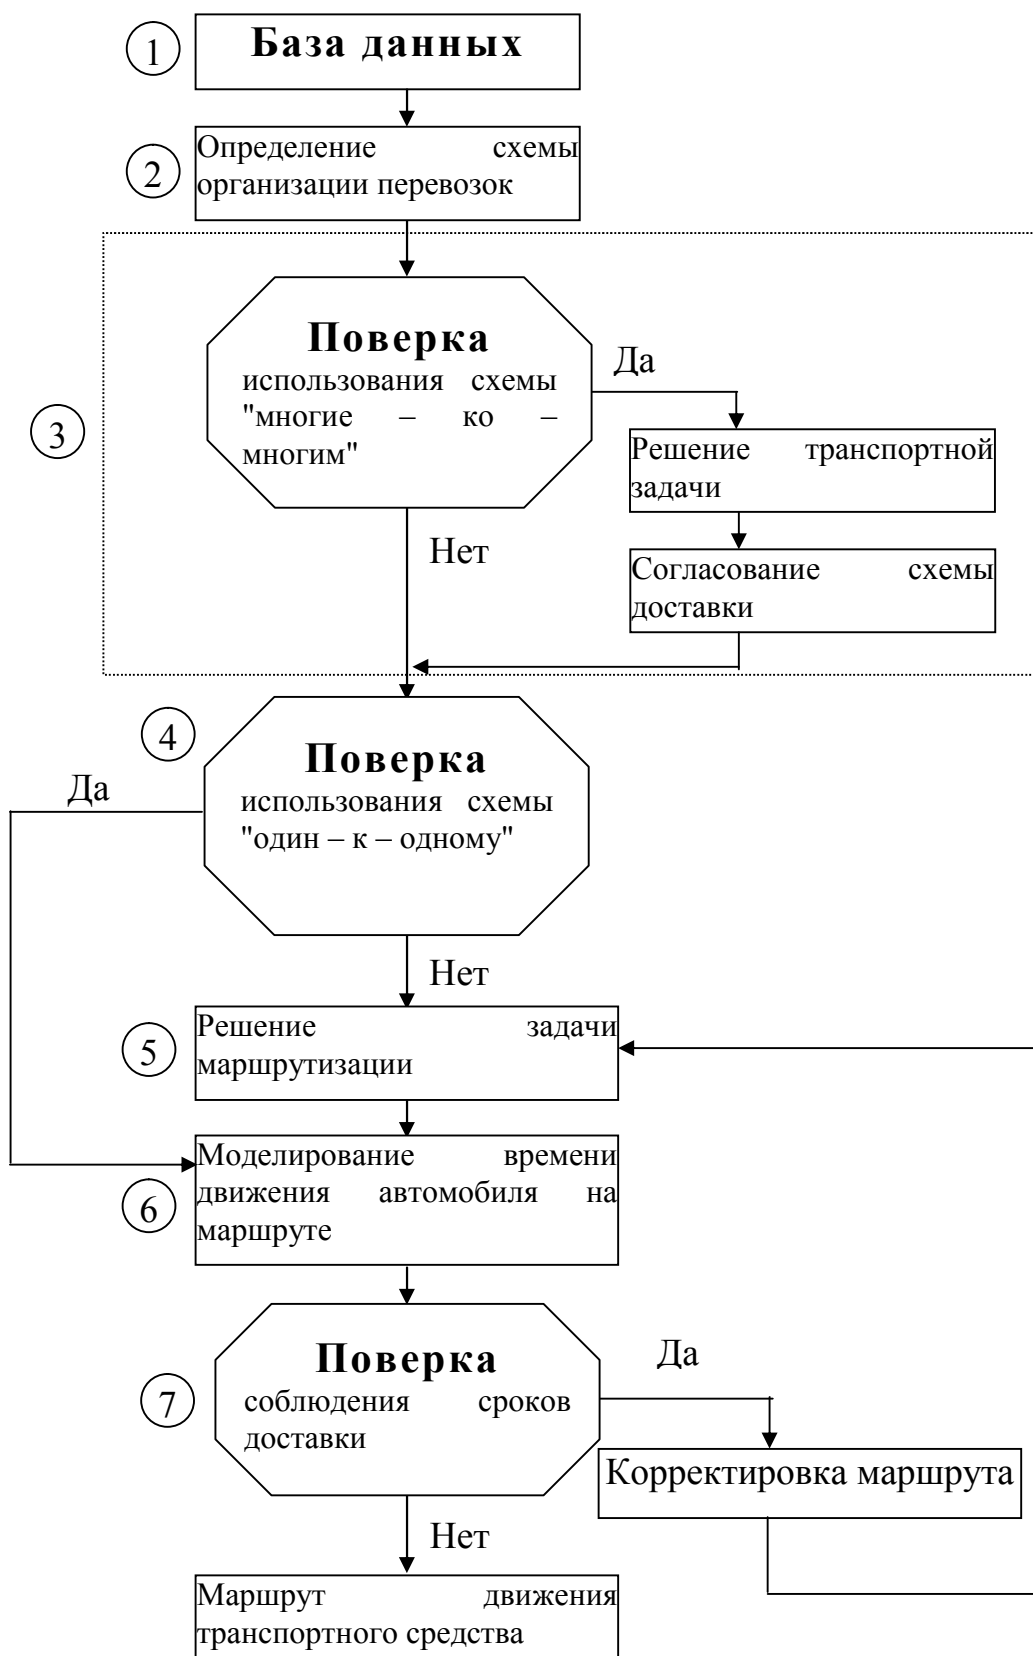 1
База данных
2
Определение схемы
организации перевозок
3
Поверка
использования схемы
"многие – ко –
многим"
Да
Решение транспортной
задачи
Согласование схемы
доставки
Нет
4
Поверка
использования схемы
"один – к – одному"
Да
Нет
5
Решение задачи
маршрутизации
6
Моделирование времени
движения автомобиля на
маршруте
7
Поверка
соблюдения сроков
доставки
Да
Корректировка маршрута
Нет
Маршрут движения
транспортного средства